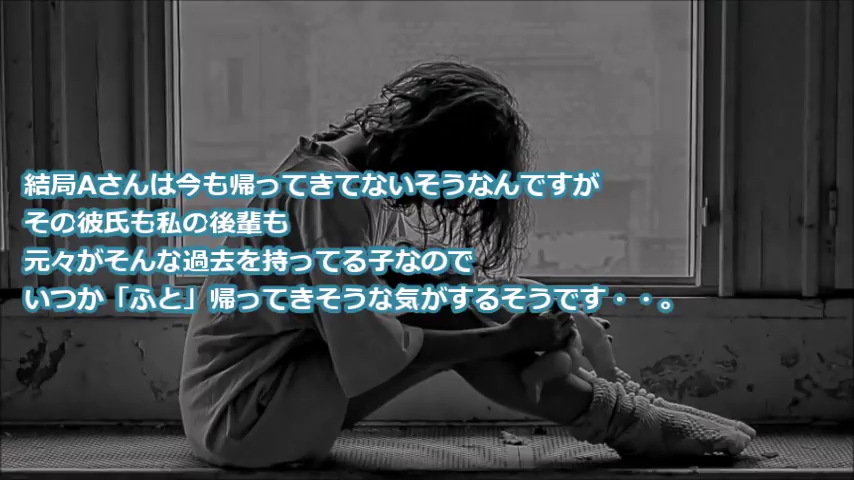 結局Aさんは今も帰ってきてないそうなんですが
その彼氏も私の後輩も
元々がそんな過去を持ってる子なので
いつか「ふと」帰ってきそうな気がするそうです・・。